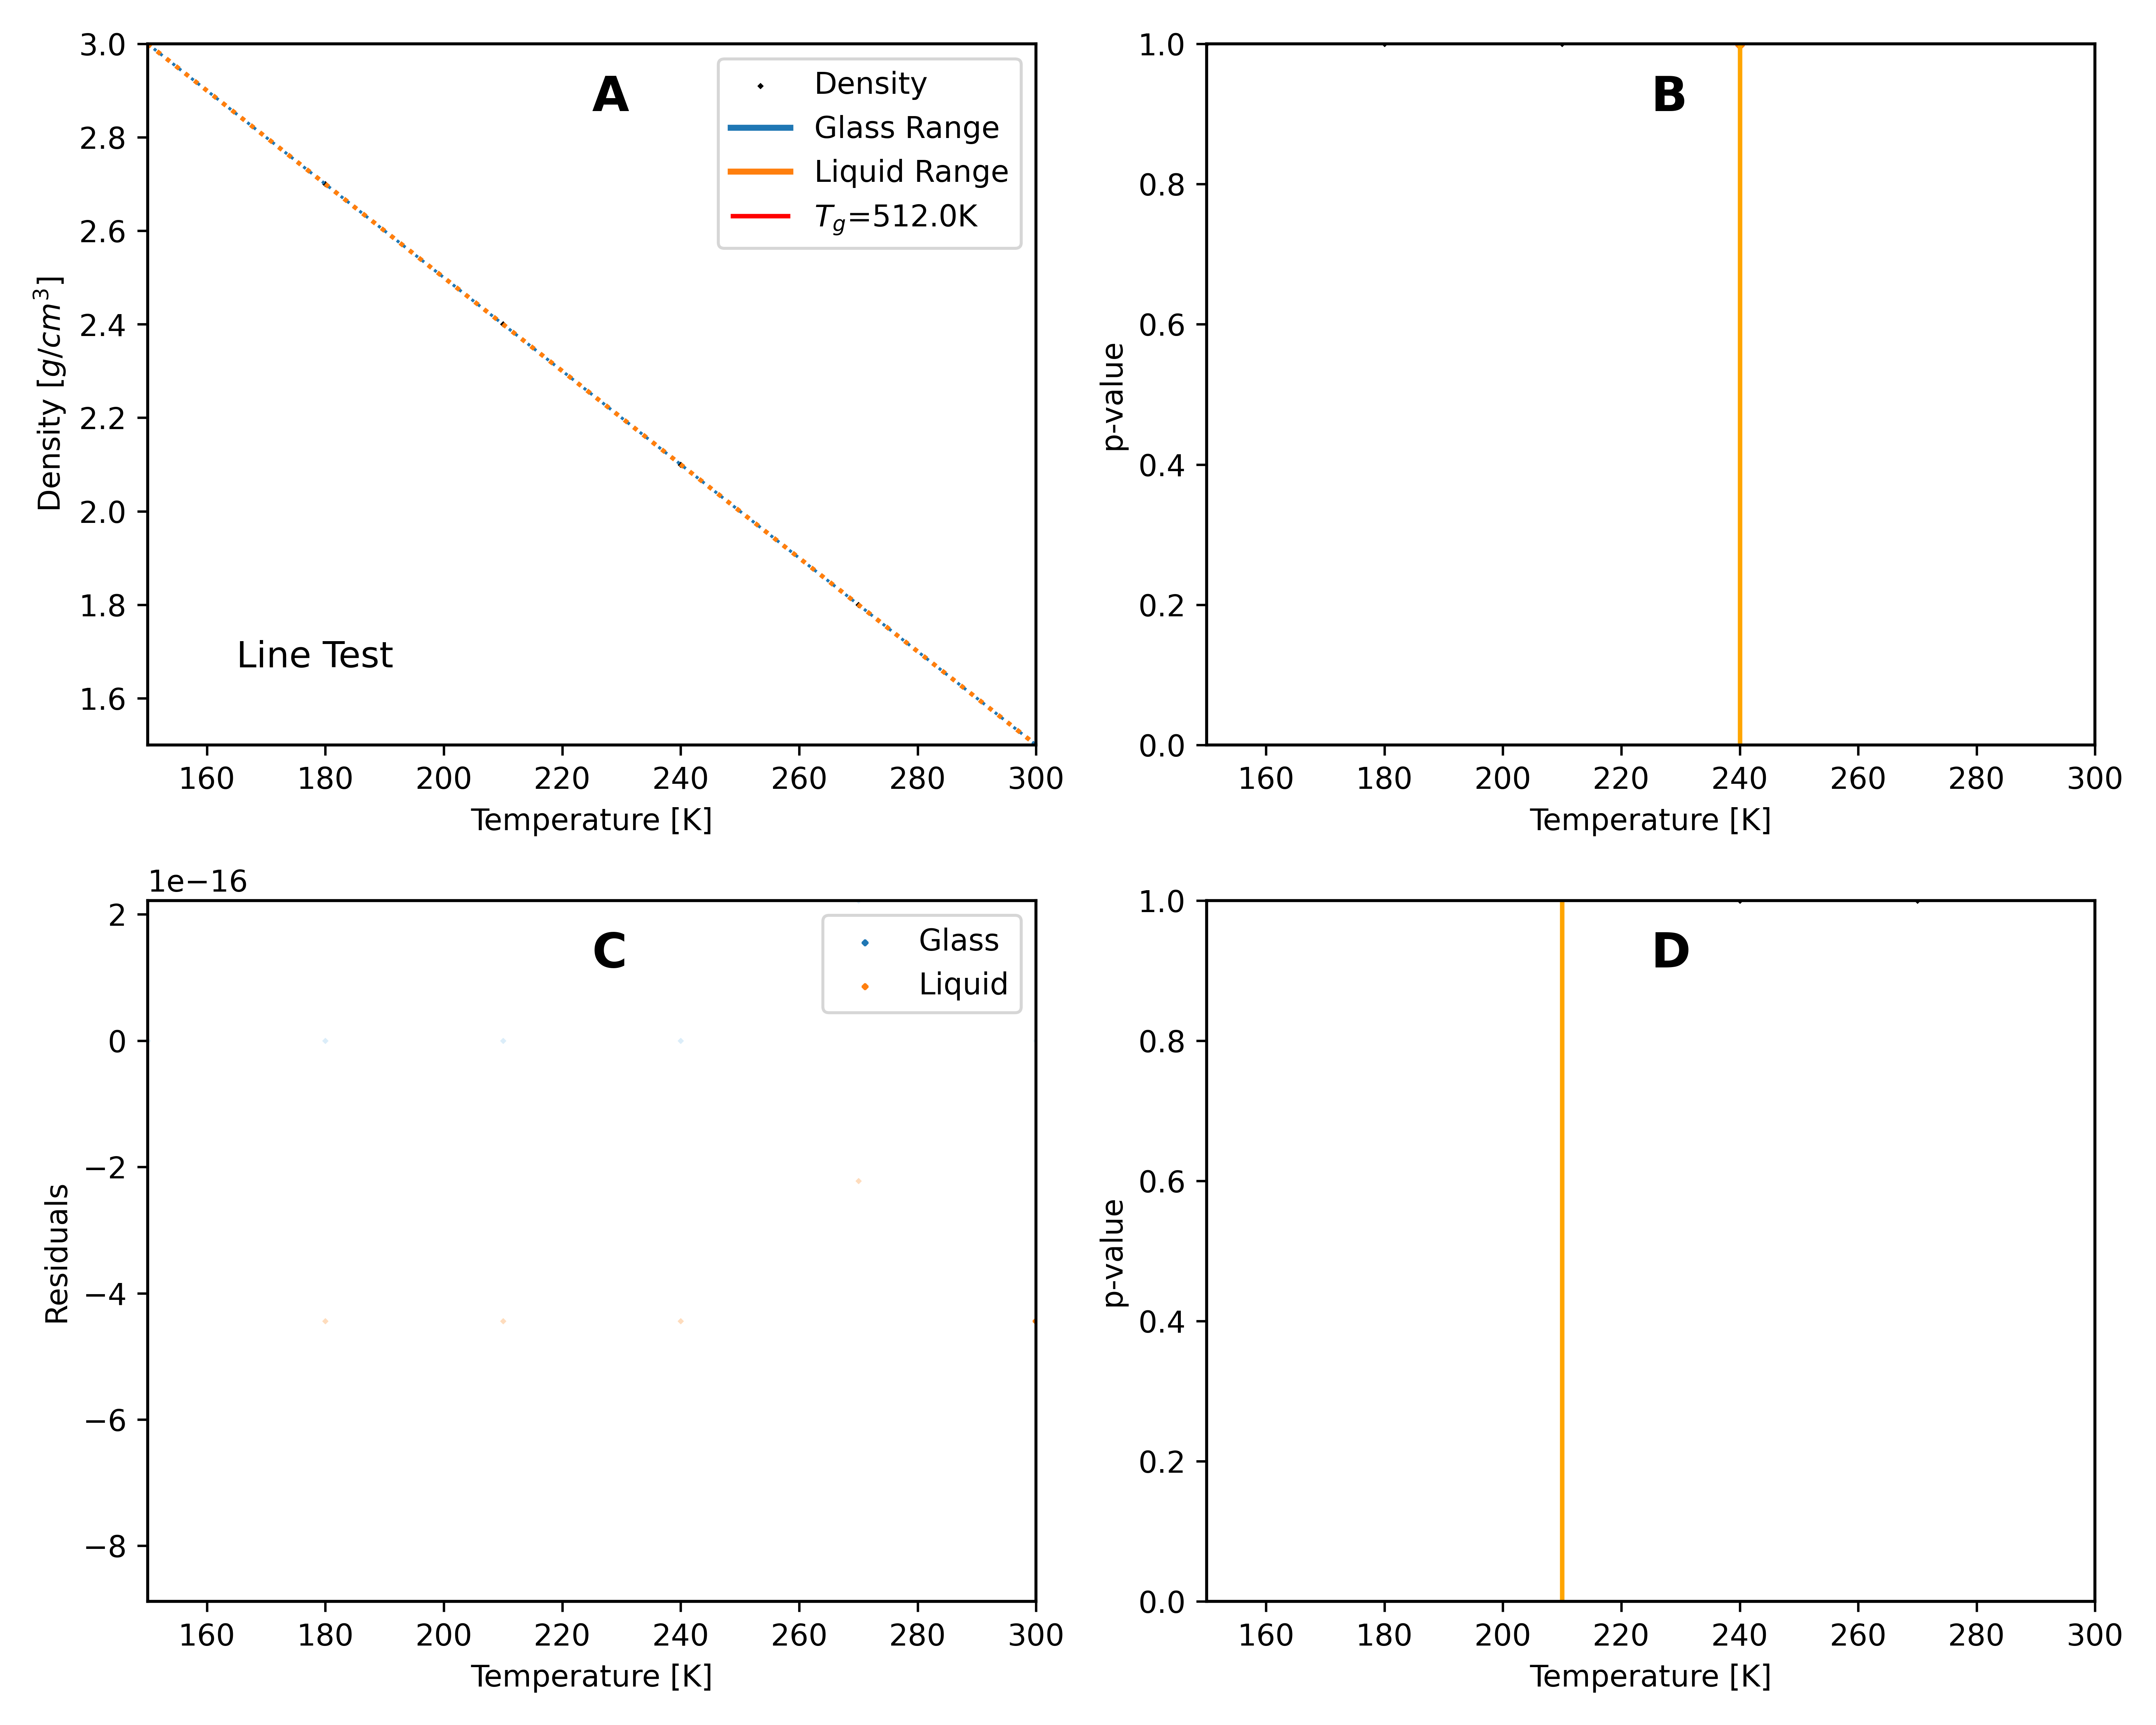 A
Density
Glass Range
Liquid Range
T_g=512.0K
Line Test
3.0
2.8
2.6
2.4
2.2
2.0
1.8
1.6
Density [g/cm^3]
160 180 200 220 240 260 280 300
Temperature [K]
B
1.0
0.8
0.6
0.4
0.2
0.0
p-value
160 180 200 220 240 260 280 300
Temperature [K]
1e−16
C
Glass
Liquid
2
0
−2
−4
−6
−8
Residuals
160 180 200 220 240 260 280 300
Temperature [K]
D
1.0
0.8
0.6
0.4
0.2
0.0
p-value
160 180 200 220 240 260 280 300
Temperature [K]